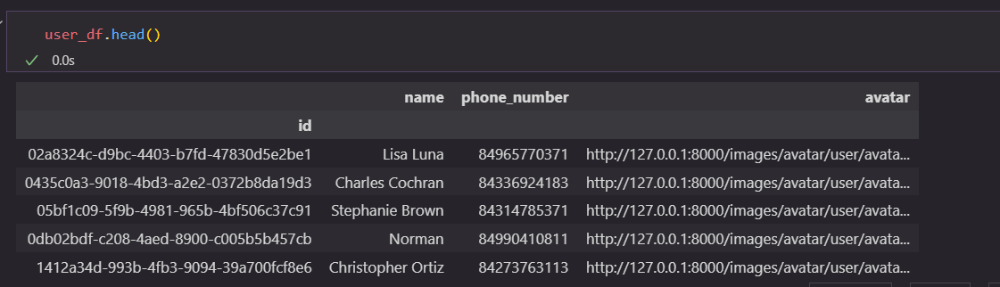 user_df.head()
0.0s
name phone_number avatar
id
02a8324c-d9bc-4403-b7fd-47830d5e2be1 Lisa Luna 84965770371 http://127.0.0.1:8000/images/avatar/user/avata...
0435c0a3-9018-4bd3-a2e2-0372b8da19d3 Charles Cochran 84336924183 http://127.0.0.1:8000/images/avatar/user/avata...
05bf1c09-5f9b-4981-965b-4bf506c37c91 Stephanie Brown 84314785371 http://127.0.0.1:8000/images/avatar/user/avata...
0db02bdf-c208-4aed-8900-c005b5b457cb Norman 84990410811 http://127.0.0.1:8000/images/avatar/user/avata...
1412a34d-993b-4fb3-9094-39a700fcf8e6 Christopher Ortiz 84273763113 http://127.0.0.1:8000/images/avatar/user/avata...